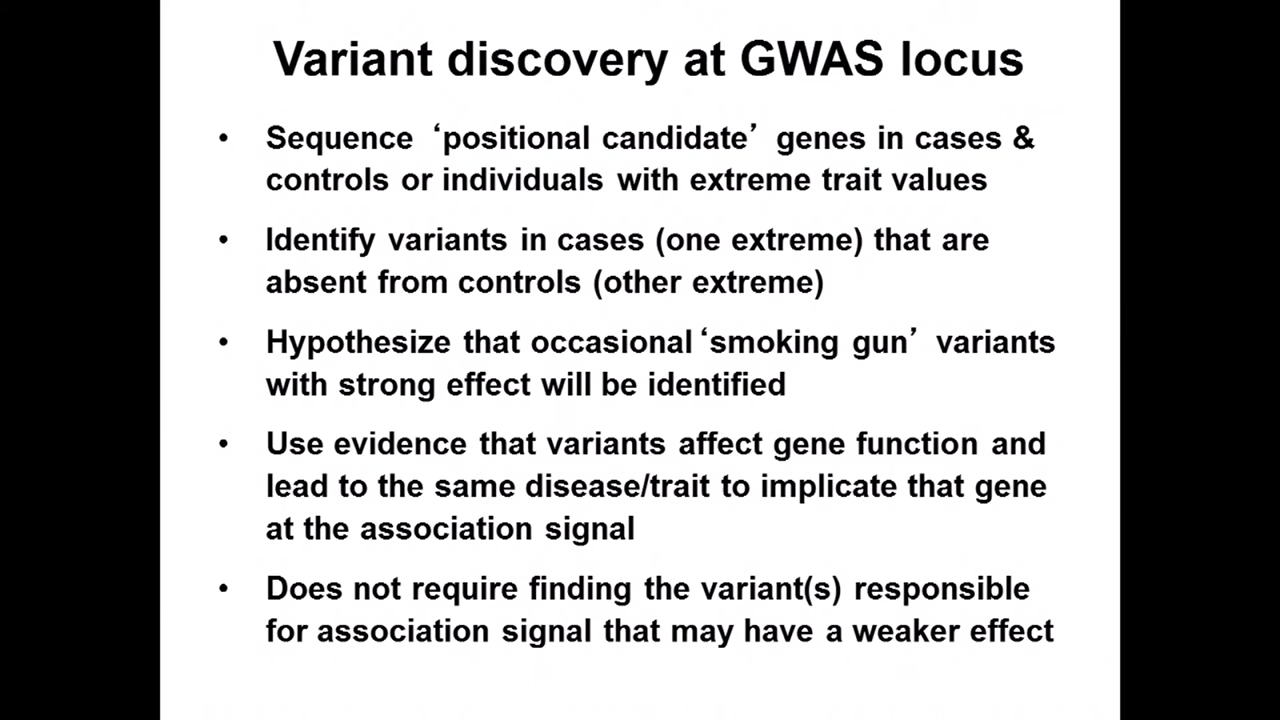 Variant discovery at GWAS locus
• Sequence ‘positional candidate’ genes in cases &
controls or individuals with extreme trait values
• Identify variants in cases (one extreme) that are
absent from controls (other extreme)
• Hypothesize that occasional ‘smoking gun’ variants
with strong effect will be identified
• Use evidence that variants affect gene function and
lead to the same disease/trait to implicate that gene
at the association signal
• Does not require finding the variant(s) responsible
for association signal that may have a weaker effect